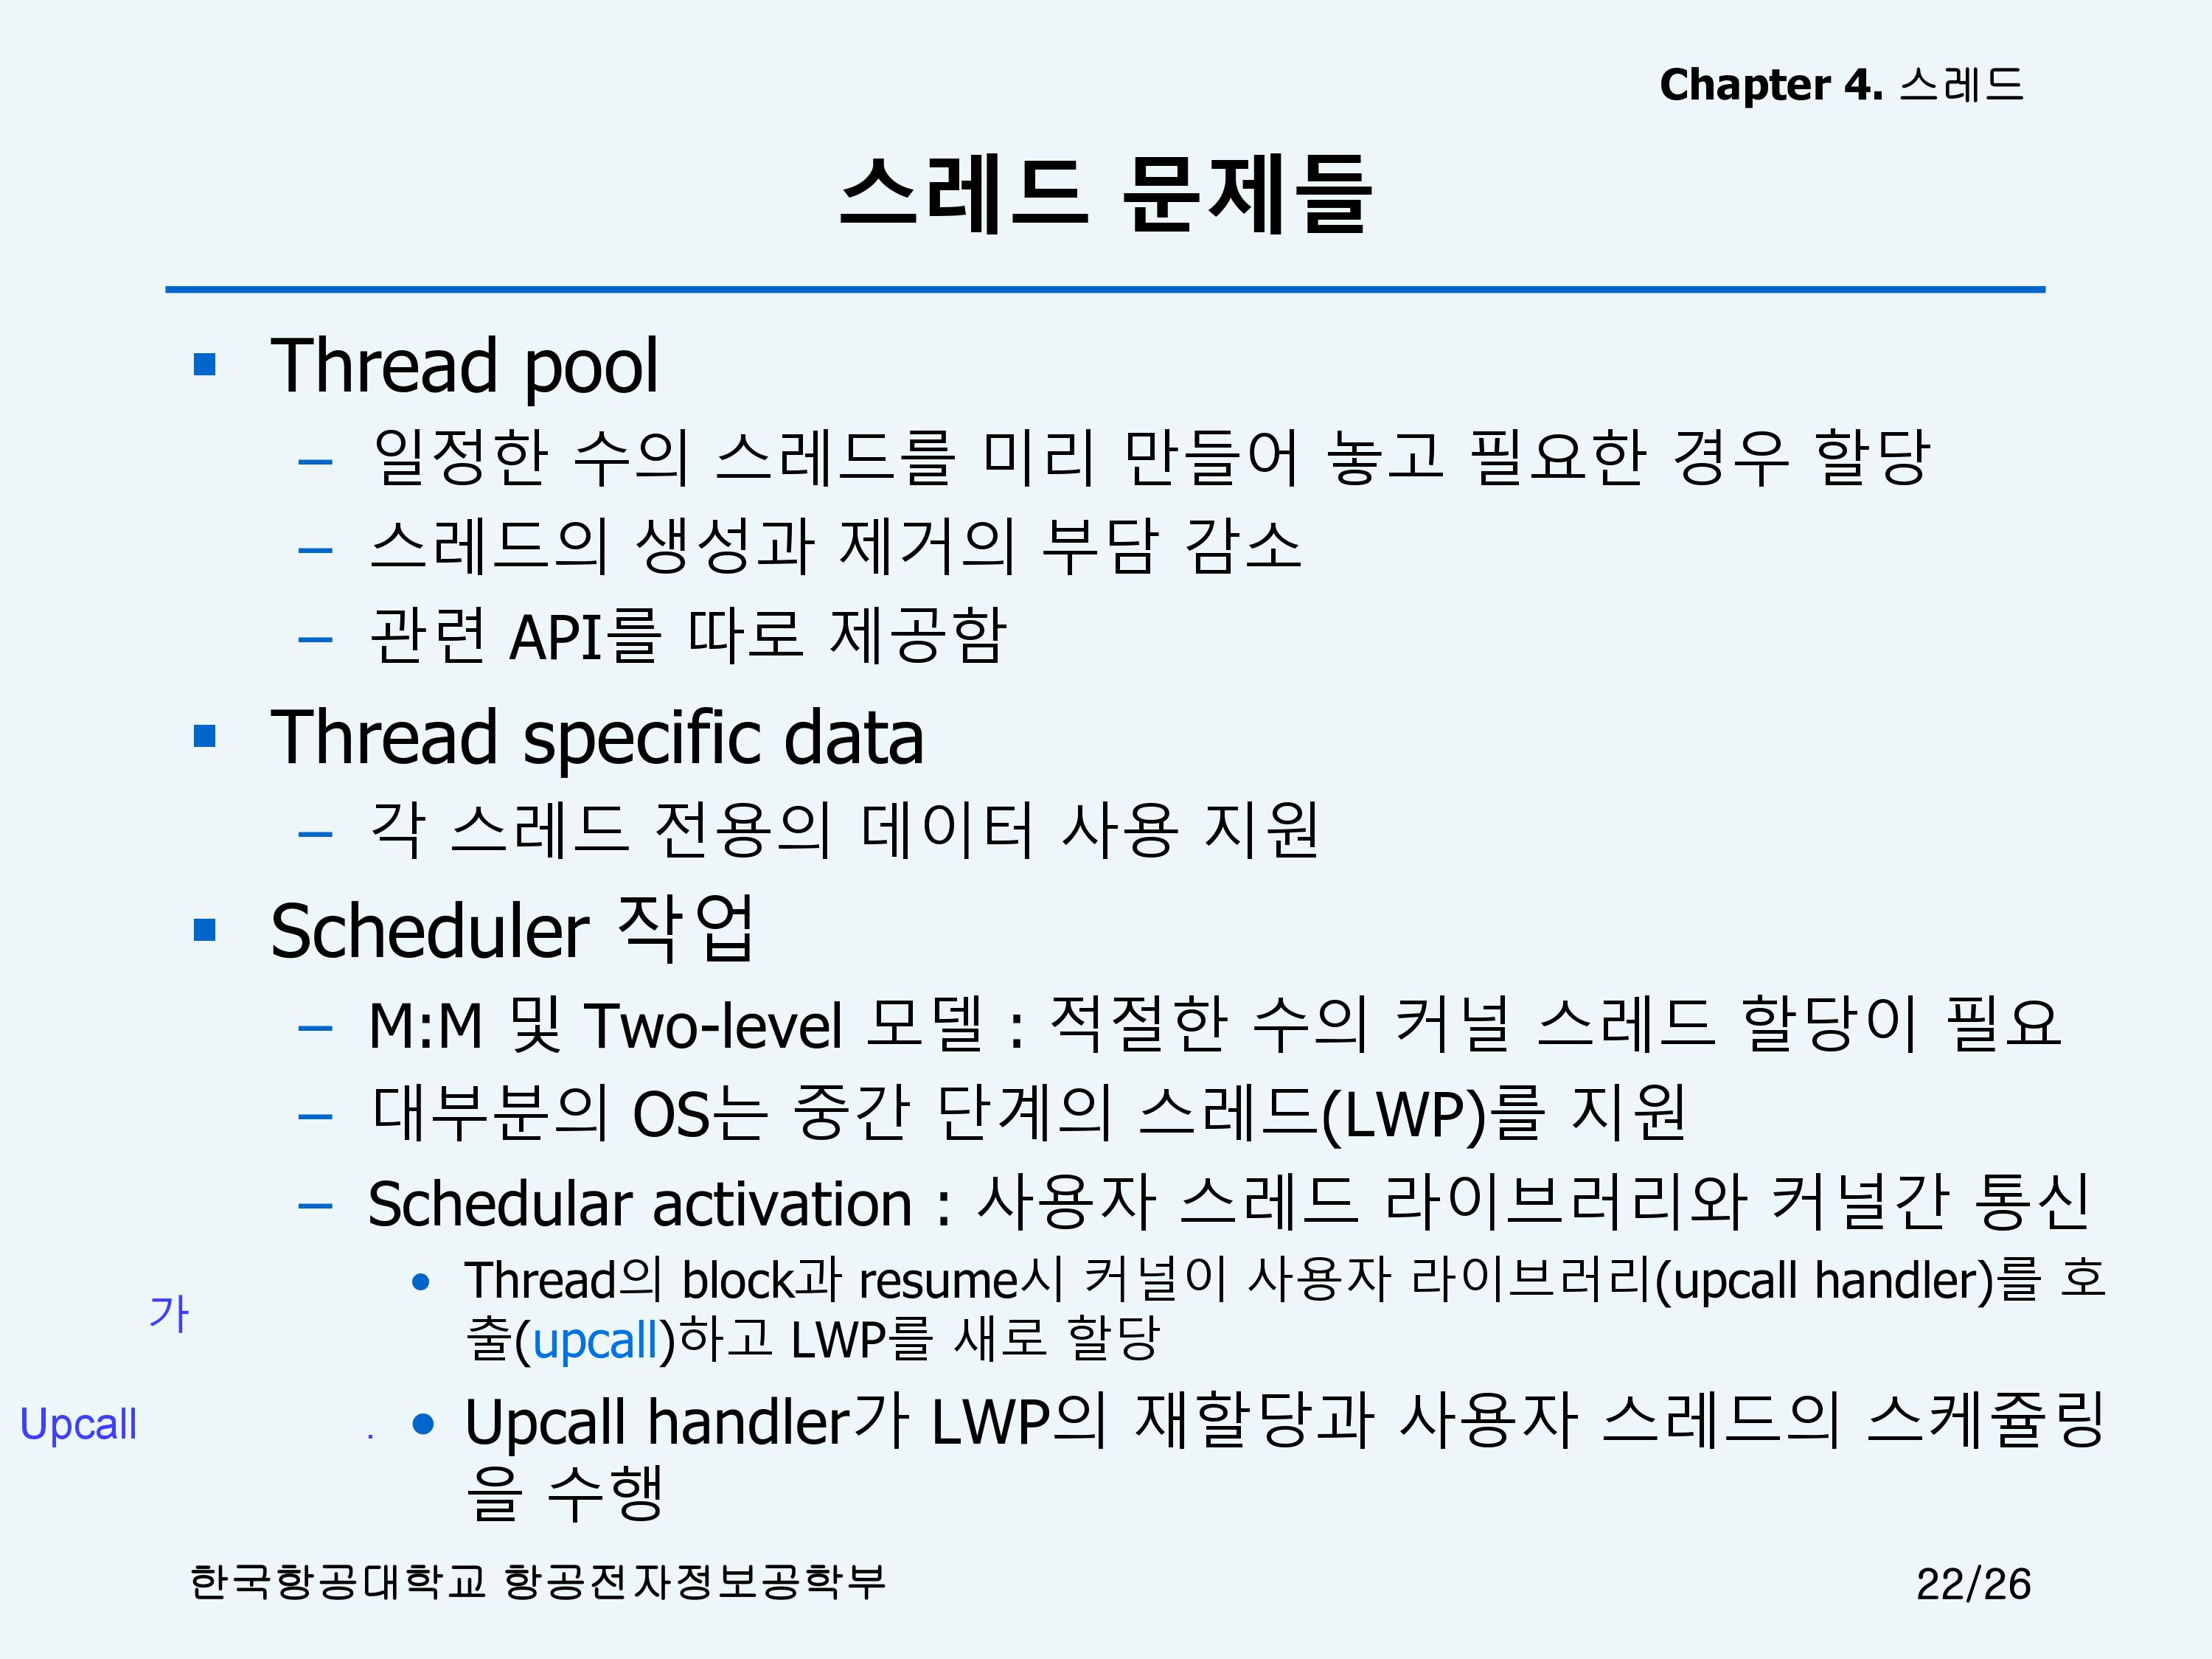 Chapter 4. 스레드
스레드 문제들
▪ Thread pool
– 일정한 수의 스레드를 미리 만들어 놓고 필요한 경우 할당
– 스레드의 생성과 제거의 부담 감소
– 관련 API를 따로 제공함
▪ Thread specific data
– 각 스레드 전용의 데이터 사용 지원
▪ Scheduler 작업
– M:M 및 Two-level 모델 : 적절한 수의 커널 스레드 할당이 필요
– 대부분의 OS는 중간 단계의 스레드(LWP)를 지원
– Schedular activation : 사용자 스레드 라이브러리와 커널간 통신
• Thread의 block과 resume시 커널이 사용자 라이브러리(upcall handler)를 호
가
출(upcall)하고 LWP를 새로 할당
Upcall .
• Upcall handler가 LWP의 재할당과 사용자 스레드의 스케쥴링
을 수행
한국항공대학교 항공전자정보공학부
22/26